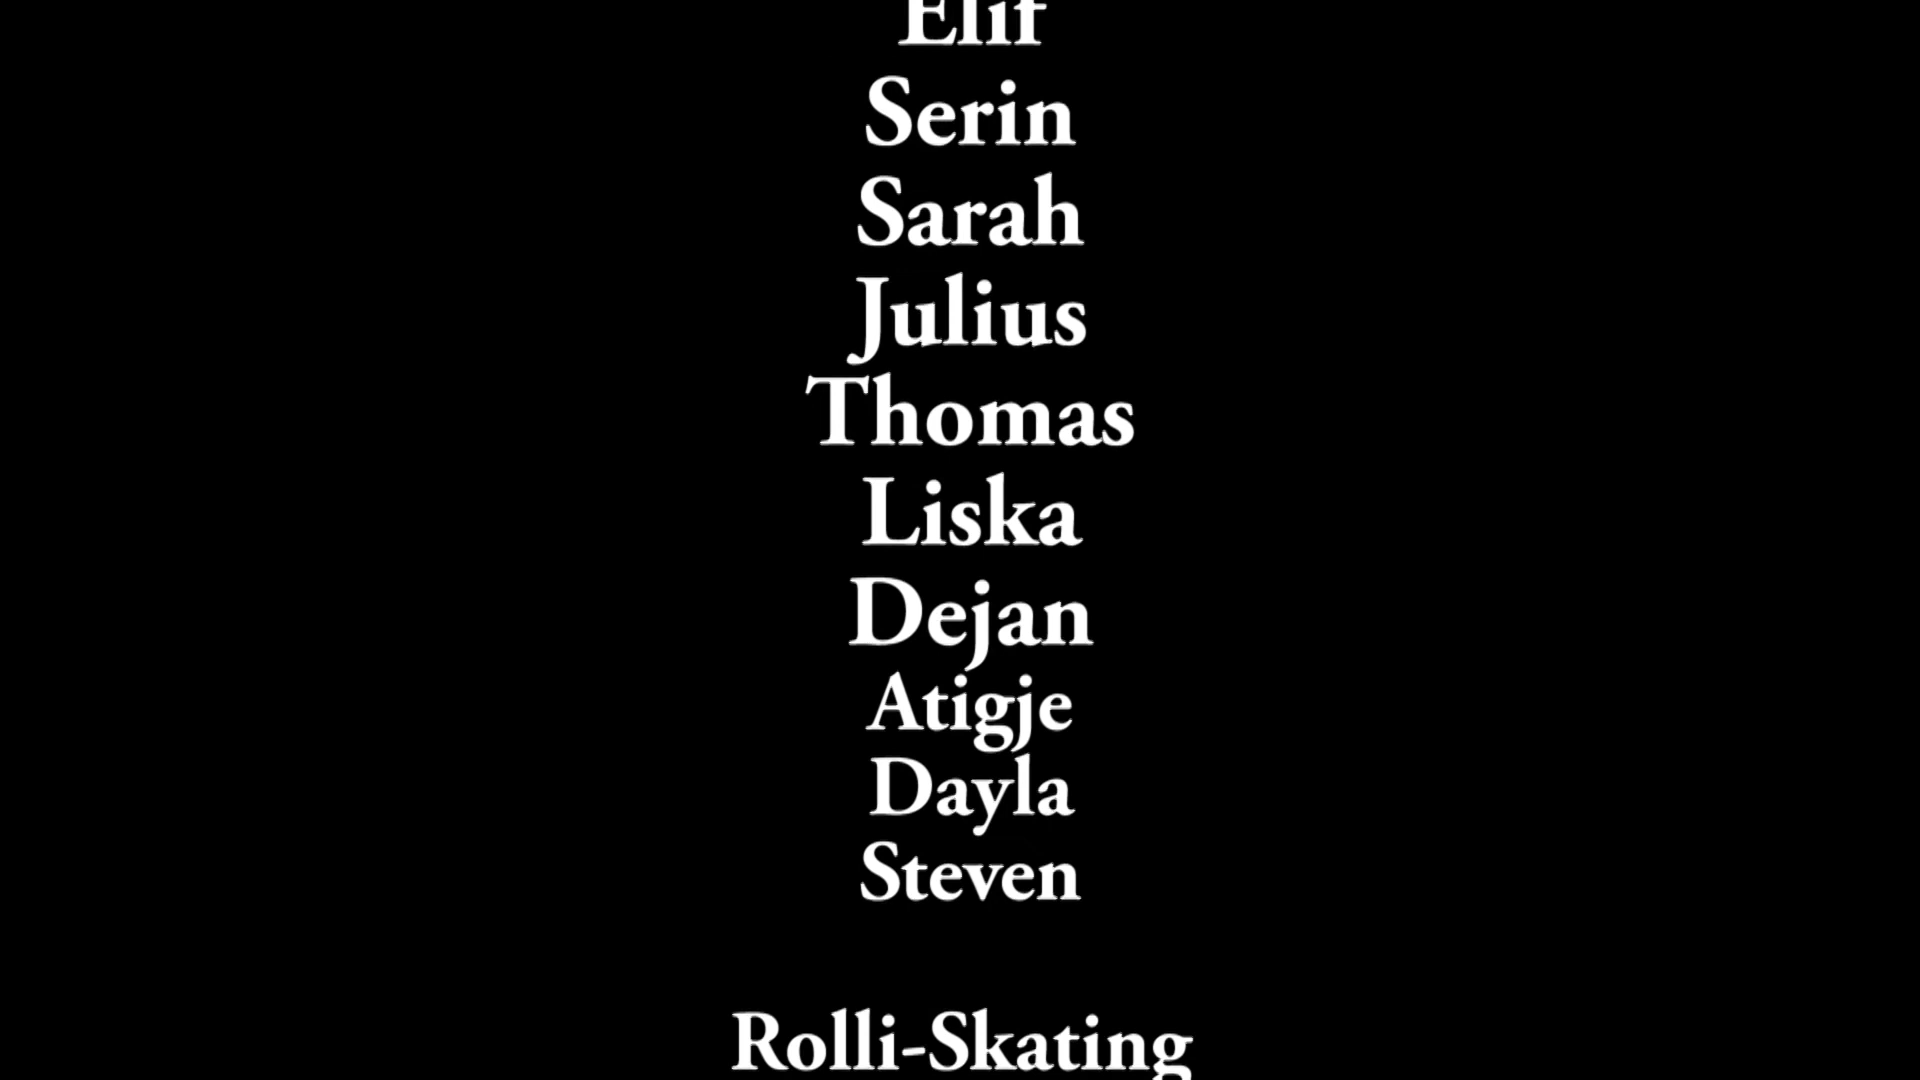 Elif
Serin
Sarah
Julius
Thomas
Liska
Dejan
Atigje
Dayla
Steven
Rolli-Skating